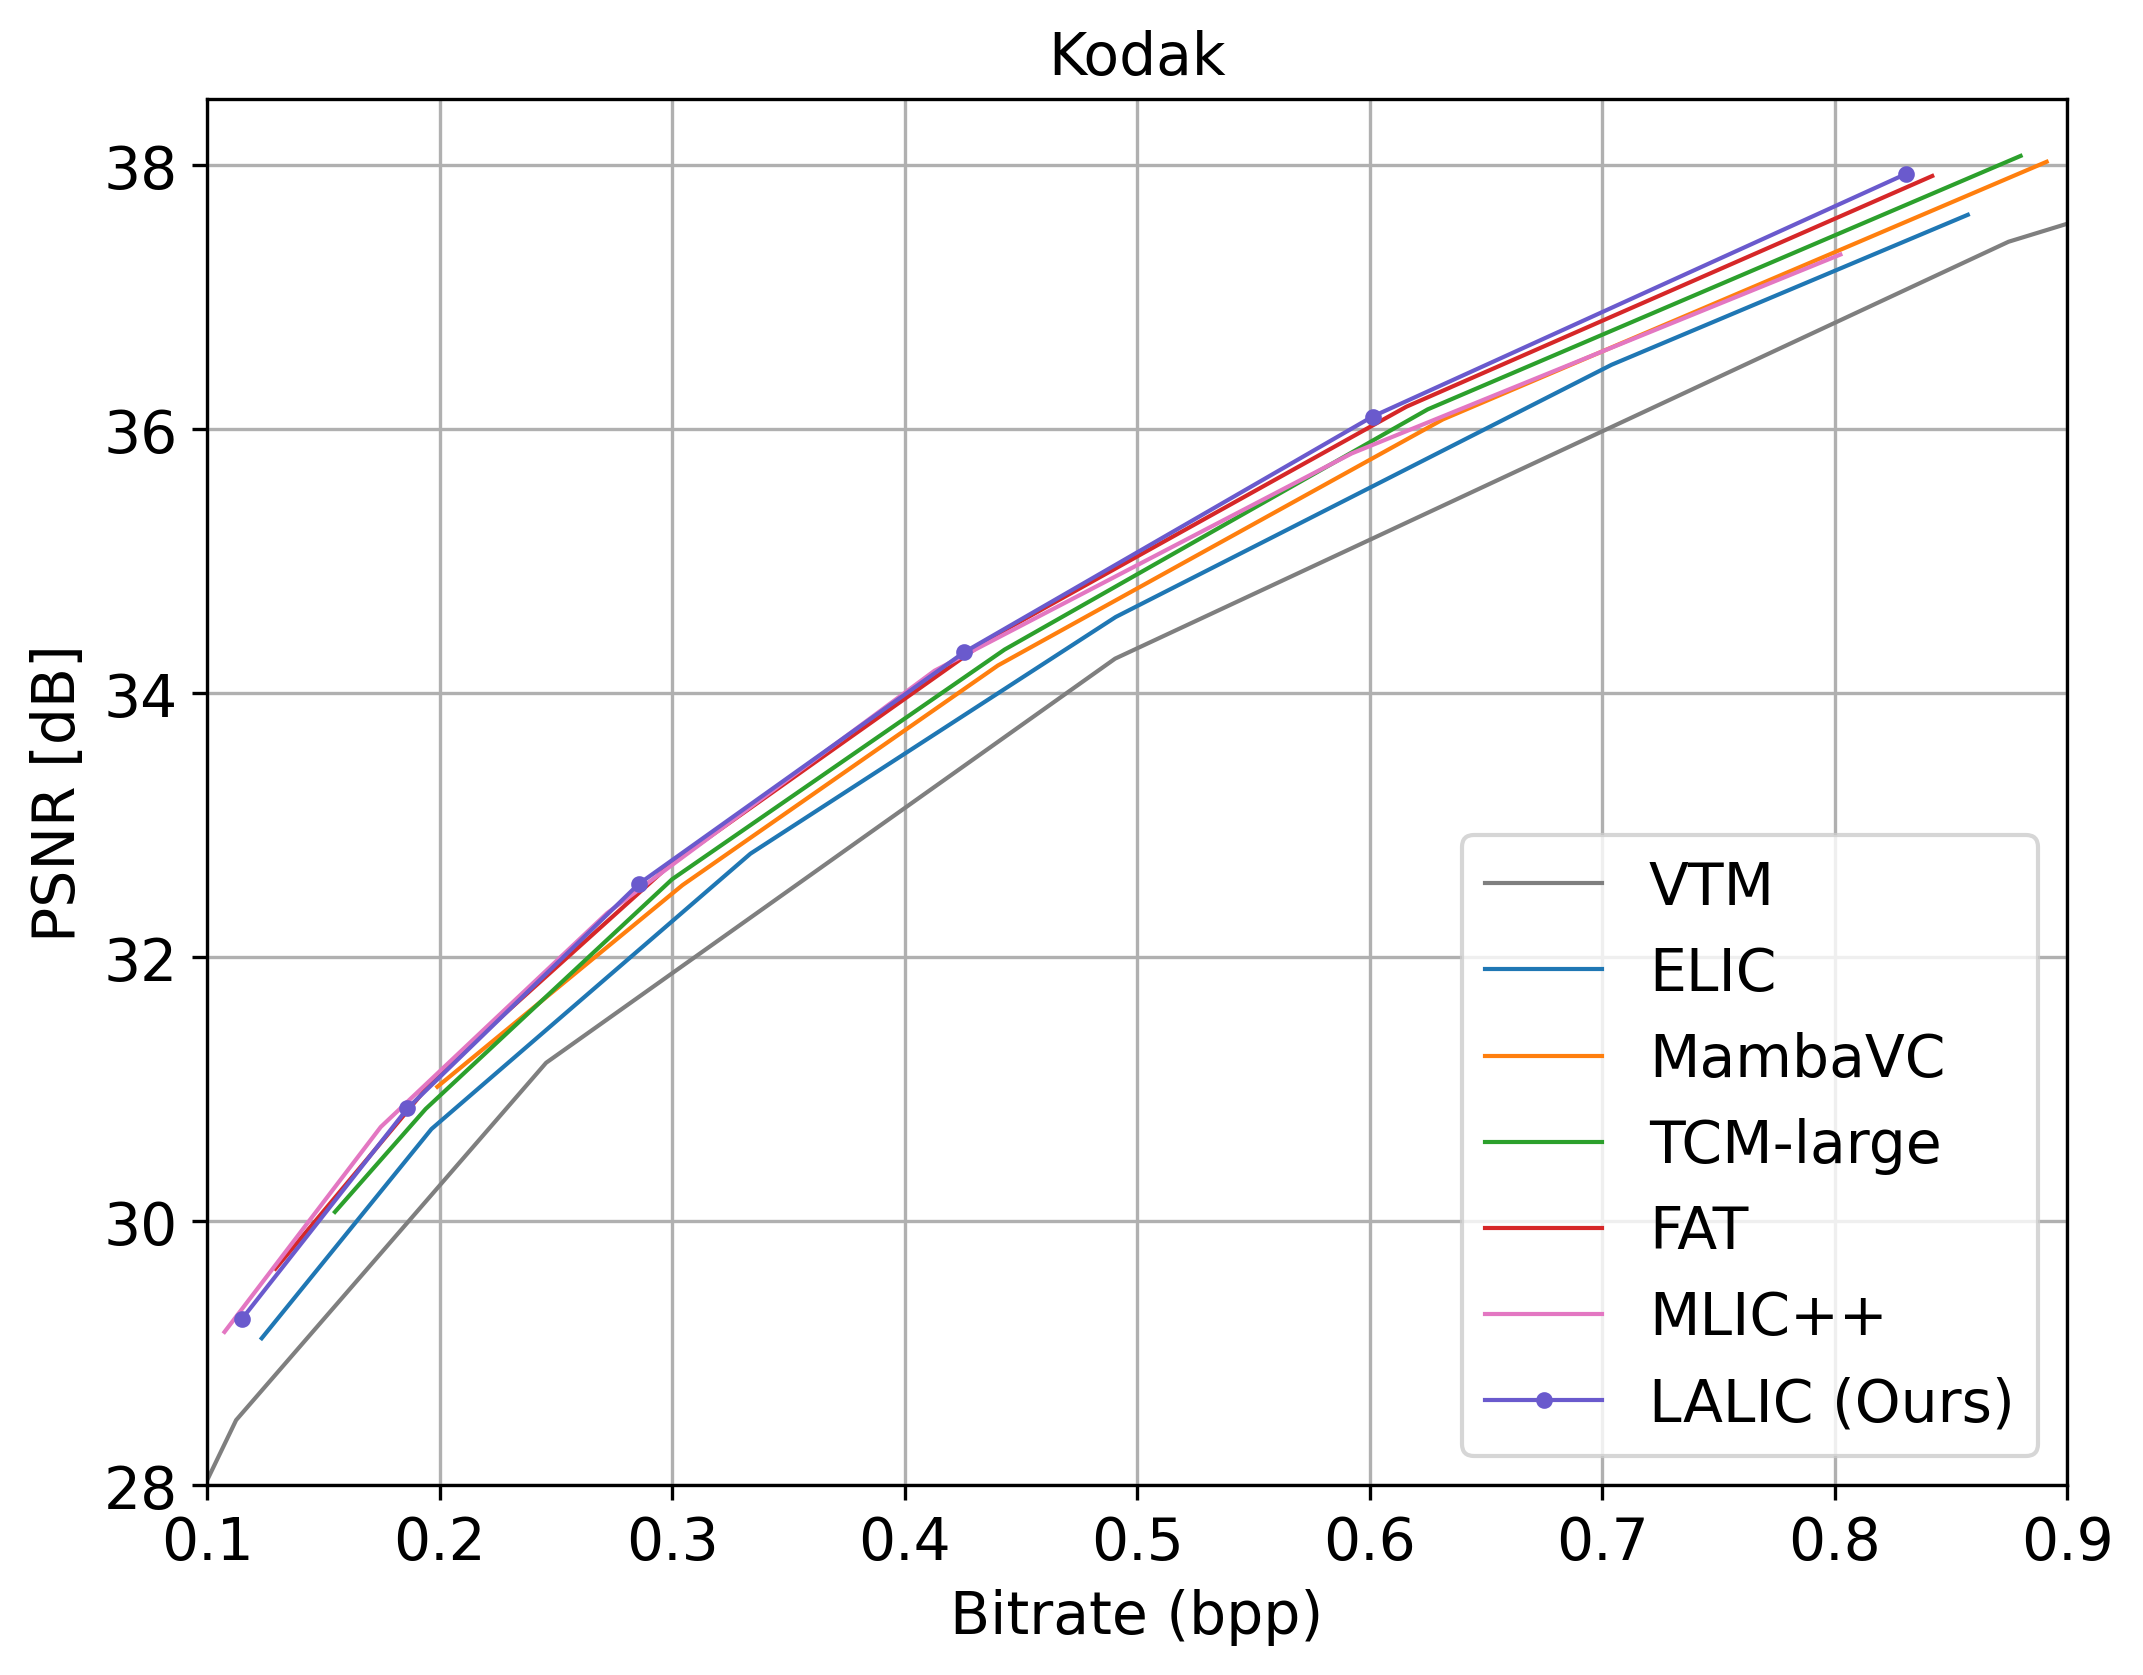 Kodak
PSNR [dB]
38
36
34
32
30
28
VTM
ELIC
MambaVC
TCM-large
FAT
MLIC++
LALIC (Ours)
0.1 0.2 0.3 0.4 0.5 0.6 0.7 0.8 0.9
Bitrate (bpp)